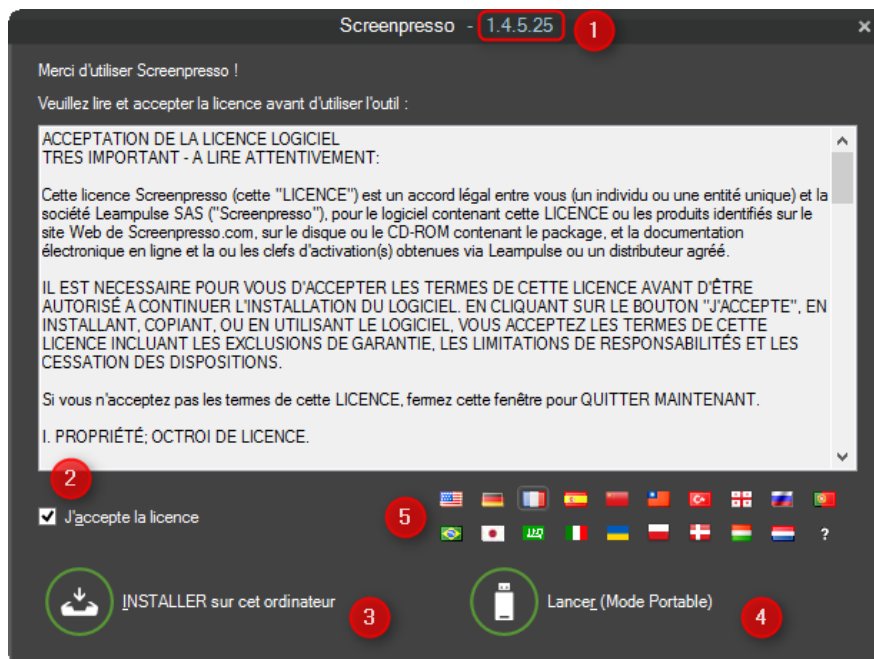 Screenpresso - 1.4.5.25
1
Merci d'utiliser Screenpresso !
Veuillez lire et accepter la licence avant d'utiliser l'outil :
ACCEPTATION DE LA LICENCE LOGICIEL
TRES IMPORTANT - A LIRE ATTENTIVEMENT:
Cette licence Screenpresso (cette "LICENCE") est un accord légal entre vous (un individu ou une entité unique) et la
société Learnpulse SAS ("Screenpresso"), pour le logiciel contenant cette LICENCE ou les produits identifiés sur le
site Web de Screenpresso.com, sur le disque ou le CD-ROM contenant le package, et la documentation
électronique en ligne et la ou les clefs d'activation(s) obtenues via Learnpulse ou un distributeur agréé.
IL EST NECESSAIRE POUR VOUS D'ACCEPTER LES TERMES DE CETTE LICENCE AVANT D'ÊTRE
AUTORISÉ A CONTINUER L'INSTALLATION DU LOGICIEL. EN CLIQUANT SUR LE BOUTON "J'ACCEPTE", EN
INSTALLANT, COPIANT, OU EN UTILISANT LE LOGICIEL, VOUS ACCEPTEZ LES TERMES DE CETTE
LICENCE INCLUANT LES EXCLUSIONS DE GARANTIE, LES LIMITATIONS DE RESPONSABILITÉS ET LES
CESSATION DES DISPOSITIONS.
Si vous n'acceptez pas les termes de cette LICENCE, fermez cette fenêtre pour QUITTER MAINTENANT.
I. PROPRIÉTÉ; OCTROI DE LICENCE.
2
J'accepte la licence
5
?
INSTALLER sur cet ordinateur
3
Lancer (Mode Portable)
4